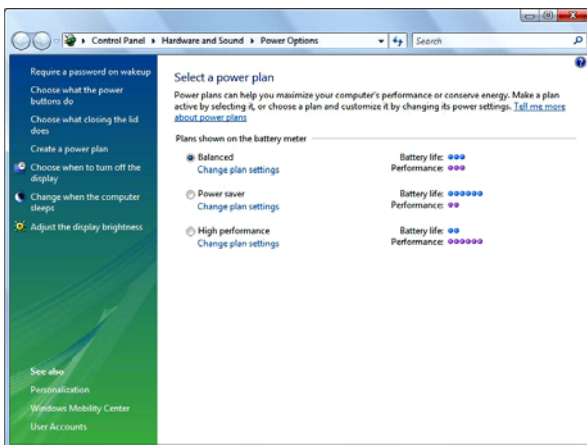 Control Panel ▸ Hardware and Sound ▸ Power Options
Search
Require a password on wakeup
Choose what the power
buttons do
Choose what closing the lid
does
Create a power plan
Choose when to turn off the
display
Change when the computer
sleeps
Adjust the display brightness
See also
Personalization
Windows Mobility Center
User Accounts
Select a power plan
Power plans can help you maximize your computer's performance or conserve energy. Make a plan
active by selecting it, or choose a plan and customize it by changing its power settings. Tell me more
about power plans
Plans shown on the battery meter
Balanced Battery life:
Change plan settings Performance:
Power saver Battery life:
Change plan settings Performance:
High performance Battery life:
Change plan settings Performance: